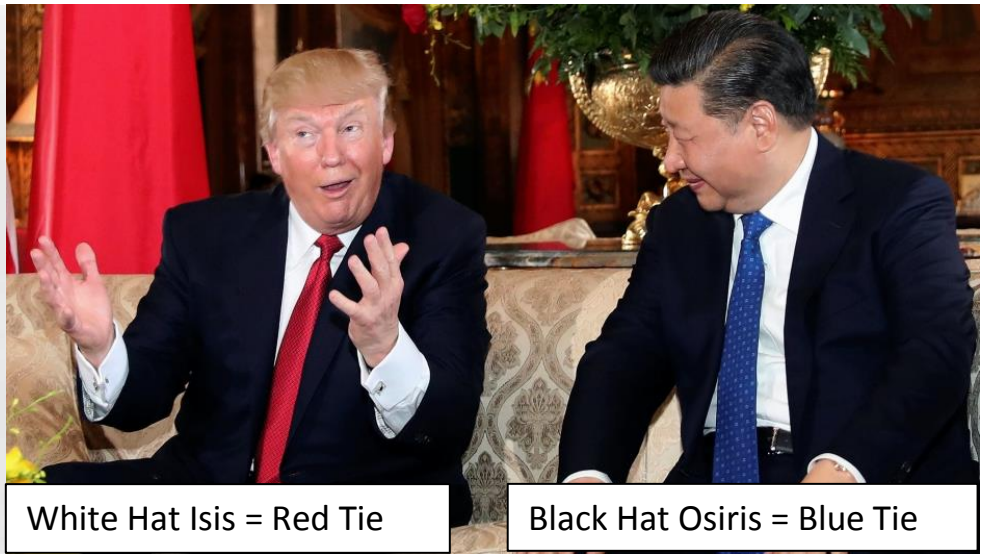 White Hat Isis = Red Tie
Black Hat Osiris = Blue Tie